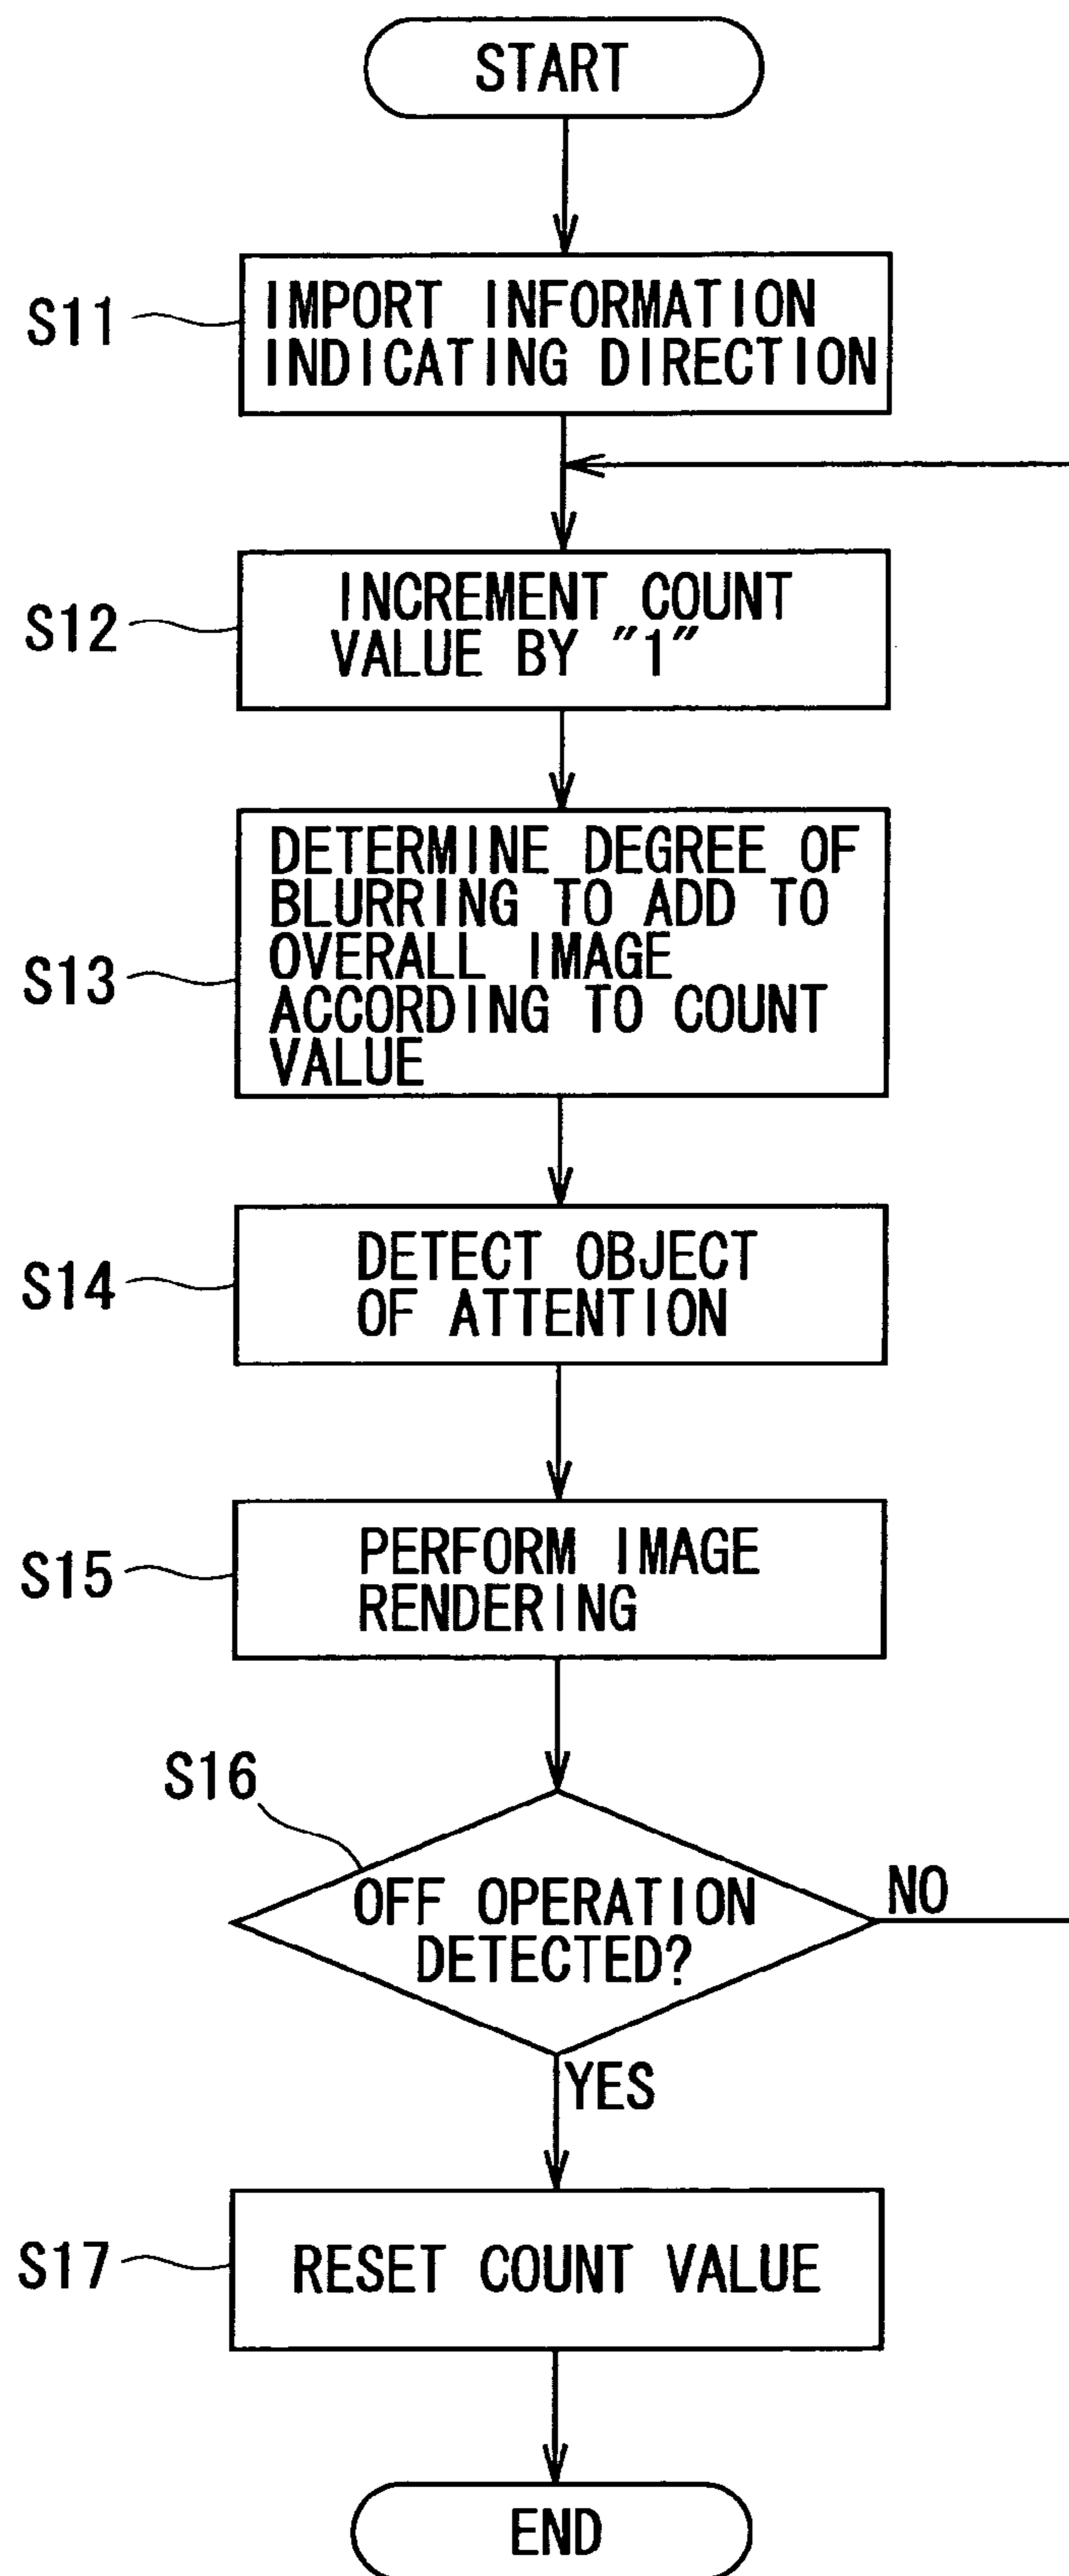 START
S11
IMPORT INFORMATION
INDICATING DIRECTION
S12
INCREMENT COUNT
VALUE BY "1"
S13
DETERMINE DEGREE OF
BLURRING TO ADD TO
OVERALL IMAGE
ACCORDING TO COUNT
VALUE
S14
DETECT OBJECT
OF ATTENTION
S15
PERFORM IMAGE
RENDERING
S16
OFF OPERATION
DETECTED?
NO
YES
S17
RESET COUNT VALUE
END